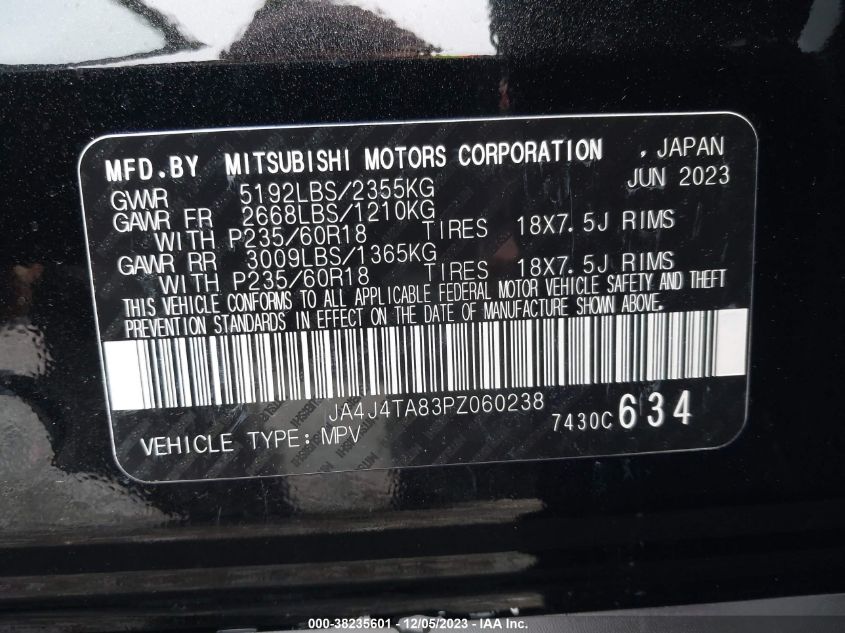 MFD.BY MITSUBISHI MOTORS CORPORATION , JAPAN
GVWR 5192LBS/2355KG JUN 2023
GAWR FR 2668LBS/1210KG
WITH P235/60R18 TIRES 18X7.5J RIMS
GAWR RR 3009LBS/1365KG
WITH P235/60R18 TIRES 18X7.5J RIMS
THIS VEHICLE CONFORMS TO ALL APPLICABLE FEDERAL MOTOR VEHICLE SAFETY AND THEFT
PREVENTION STANDARDS IN EFFECT ON THE DATE OF MANUFACTURE SHOWN ABOVE.
JA4J4TA83PZ060238
VEHICLE TYPE: MPV 7430C 634
000-38235601 - 12/05/2023 - IAA Inc.